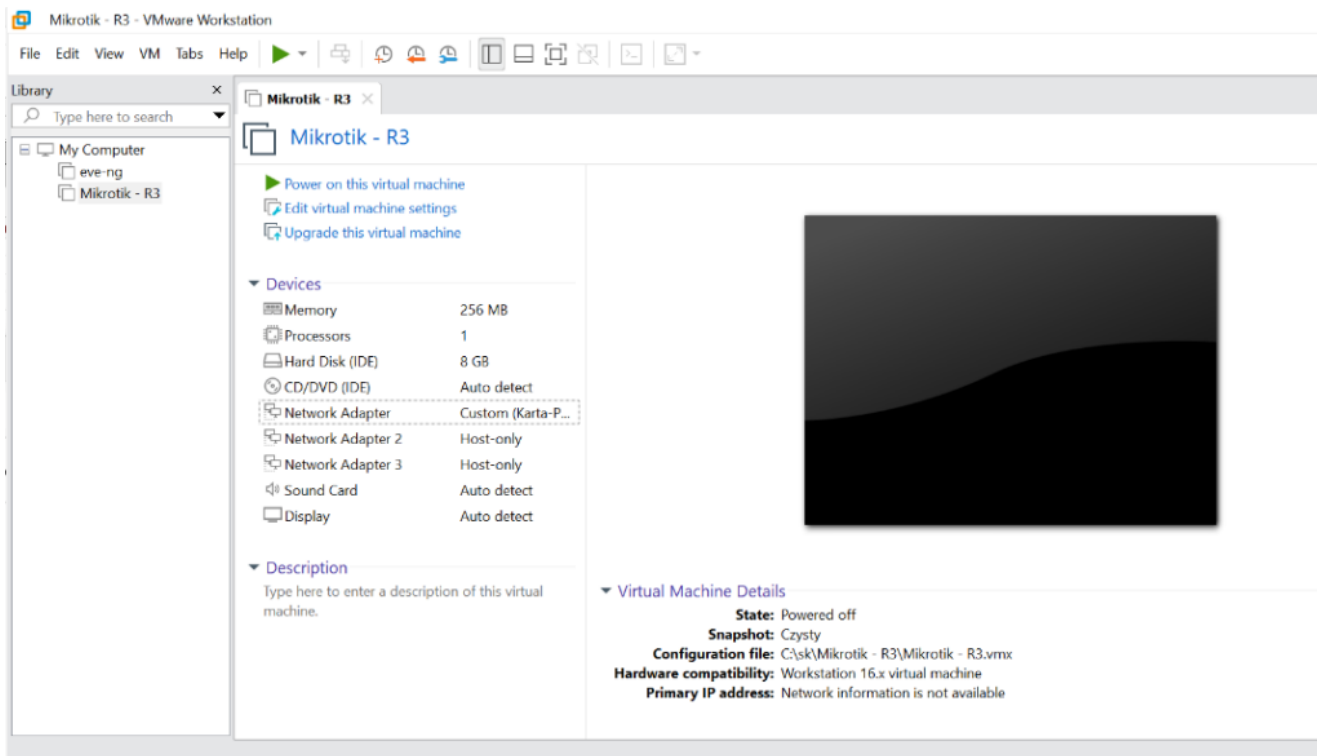 Mikrotik - R3 - VMware Workstation
File Edit View VM Tabs Help
Library
Type here to search
My Computer
eve-ng
Mikrotik - R3
Mikrotik - R3
Mikrotik - R3
Power on this virtual machine
Edit virtual machine settings
Upgrade this virtual machine
Devices
Memory 256 MB
Processors 1
Hard Disk (IDE) 8 GB
CD/DVD (IDE) Auto detect
Network Adapter Custom (Karta-P...
Network Adapter 2 Host-only
Network Adapter 3 Host-only
Sound Card Auto detect
Display Auto detect
Description
Type here to enter a description of this virtual
machine.
Virtual Machine Details
State: Powered off
Snapshot: Czysty
Configuration file: C:\sk\Mikrotik - R3\Mikrotik - R3.vmx
Hardware compatibility: Workstation 16.x virtual machine
Primary IP address: Network information is not available